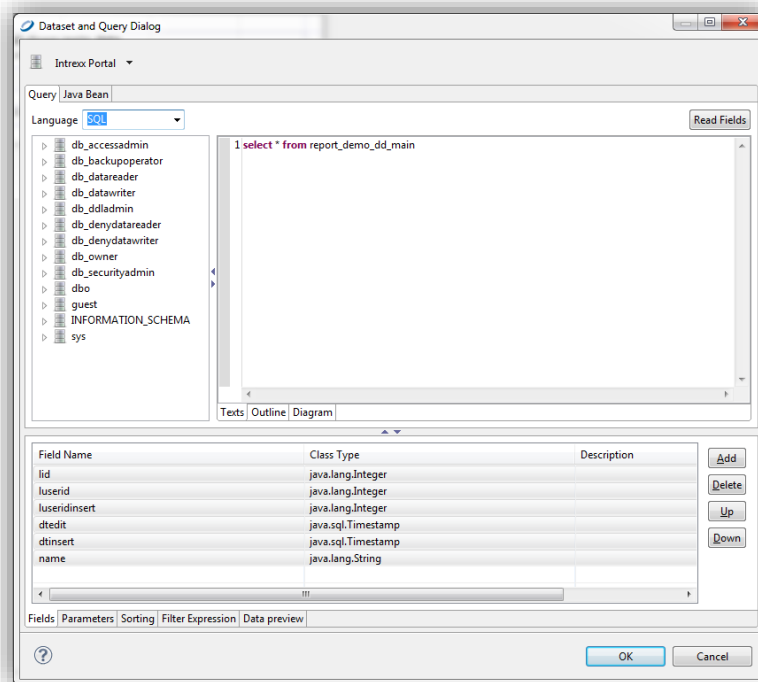 Dataset and Query Dialog
Intrexx Portal
Query Java Bean
Language SQL Read Fields
db_accessadmin
db_backupoperator
db_datareader
db_datawriter
db_ddladmin
db_denydatareader
db_denydatawriter
db_owner
db_securityadmin
dbo
guest
INFORMATION_SCHEMA
sys
1 select * from report_demo_dd_main
Texts Outline Diagram
Field Name Class Type Description
lid java.lang.Integer
luserid java.lang.Integer
luseridinsert java.lang.Integer
dtedit java.sql.Timestamp
dtinsert java.sql.Timestamp
name java.lang.String
Add
Delete
Up
Down
Fields Parameters Sorting Filter Expression Data preview
? OK Cancel